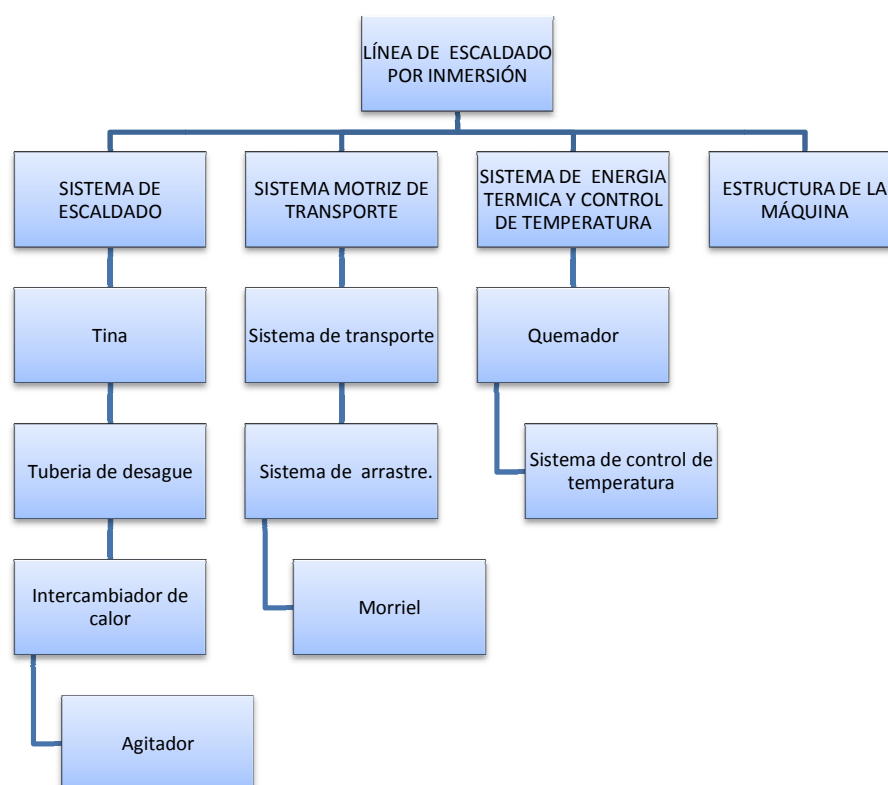 LÍNEA DE ESCALDADO
POR INMERSIÓN
SISTEMA DE
ESCALDADO
SISTEMA MOTRIZ DE
TRANSPORTE
SISTEMA DE ENERGIA
TERMICA Y CONTROL
DE TEMPERATURA
ESTRUCTURA DE LA
MÁQUINA
Tina
Sistema de transporte
Quemador
Tuberia de desague
Sistema de arrastre.
Sistema de control de
temperatura
Intercambiador de
calor
Morriel
Agitador